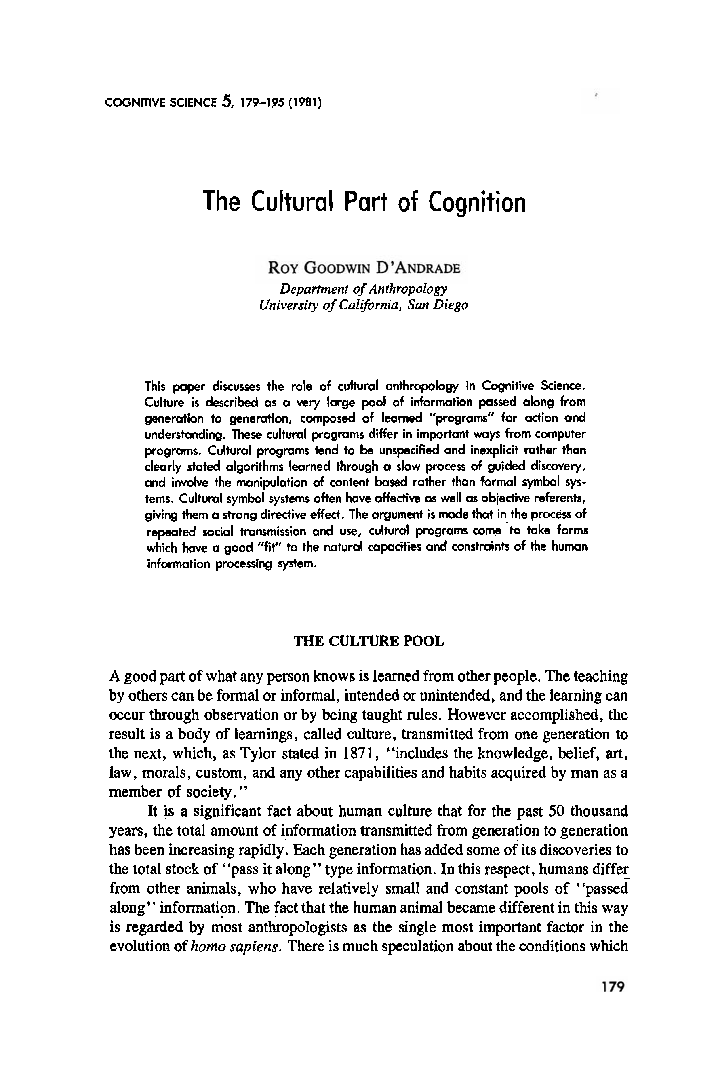 COGNITIVE SCIENCE 5, 179–195 (1981)
The Cultural Part of Cognition
ROY GOODWIN D'ANDRADE
Department of Anthropology
University of California, San Diego
This paper discusses the role of cultural anthropology in Cognitive Science.
Culture is described as a very large pool of information passed along from
generation to generation, composed of learned "programs" for action and
understanding. These cultural programs differ in important ways from computer
programs. Cultural programs tend to be unspecified and inexplicit rather than
clearly stated algorithms learned through a slow process of guided discovery,
and involve the manipulation of content based rather than formal symbol sys-
tems. Cultural symbol systems often have affective as well as objective referents,
giving them a strong directive effect. The argument is made that in the process of
repeated social transmission and use, cultural programs come to take forms
which have a good "fit" to the natural capacities and constraints of the human
information processing system.
THE CULTURE POOL
A good part of what any person knows is learned from other people. The teaching
by others can be formal or informal, intended or unintended, and the learning can
occur through observation or by being taught rules. However accomplished, the
result is a body of learnings, called culture, transmitted from one generation to
the next, which, as Tylor stated in 1871, "includes the knowledge, belief, art,
law, morals, custom, and any other capabilities and habits acquired by man as a
member of society."
It is a significant fact about human culture that for the past 50 thousand
years, the total amount of information transmitted from generation to generation
has been increasing rapidly. Each generation has added some of its discoveries to
the total stock of "pass it along" type information. In this respect, humans differ
from other animals, who have relatively small and constant pools of "passed
along" information. The fact that the human animal became different in this way
is regarded by most anthropologists as the single most important factor in the
evolution of homo sapiens. There is much speculation about the conditions which
179